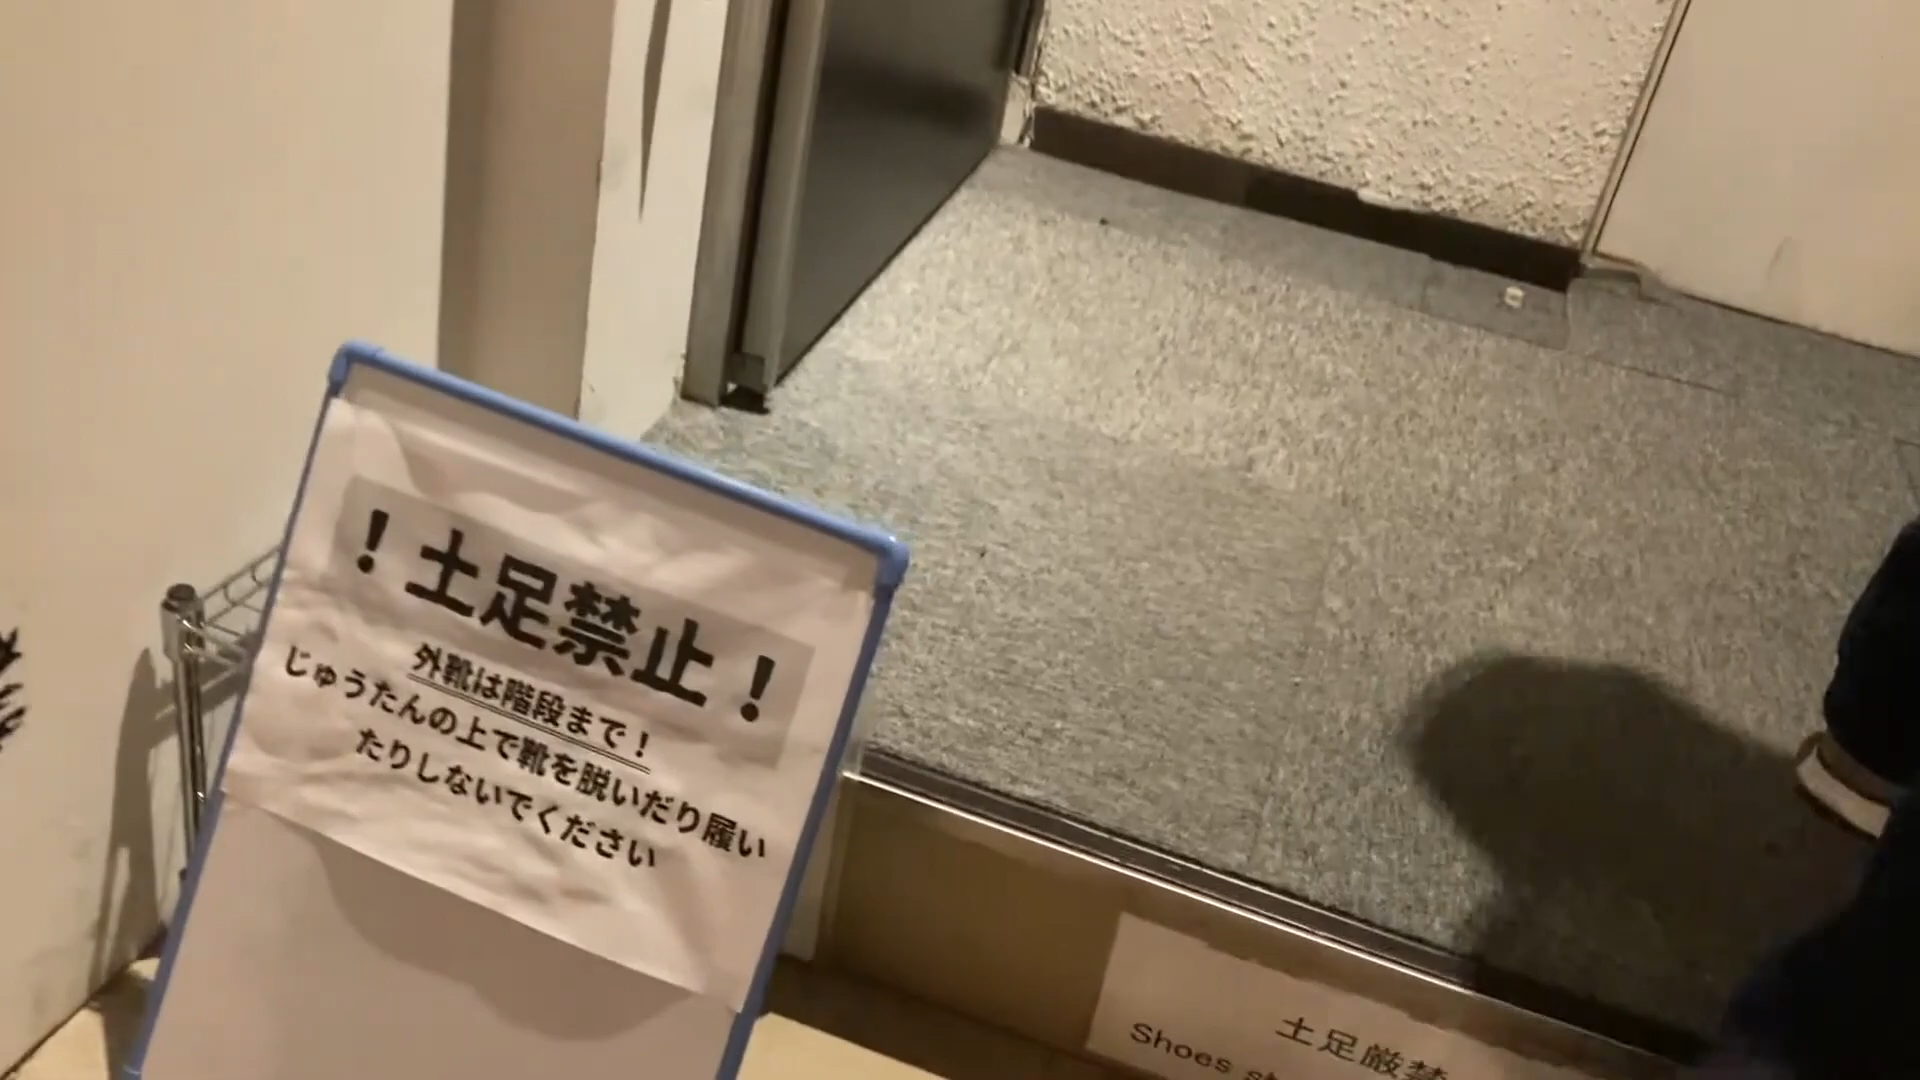 ！土足禁止！
外靴は階段まで！
じゅうたんの上で靴を脱いだり履い
たりしないでください
土足厳禁
Shoes